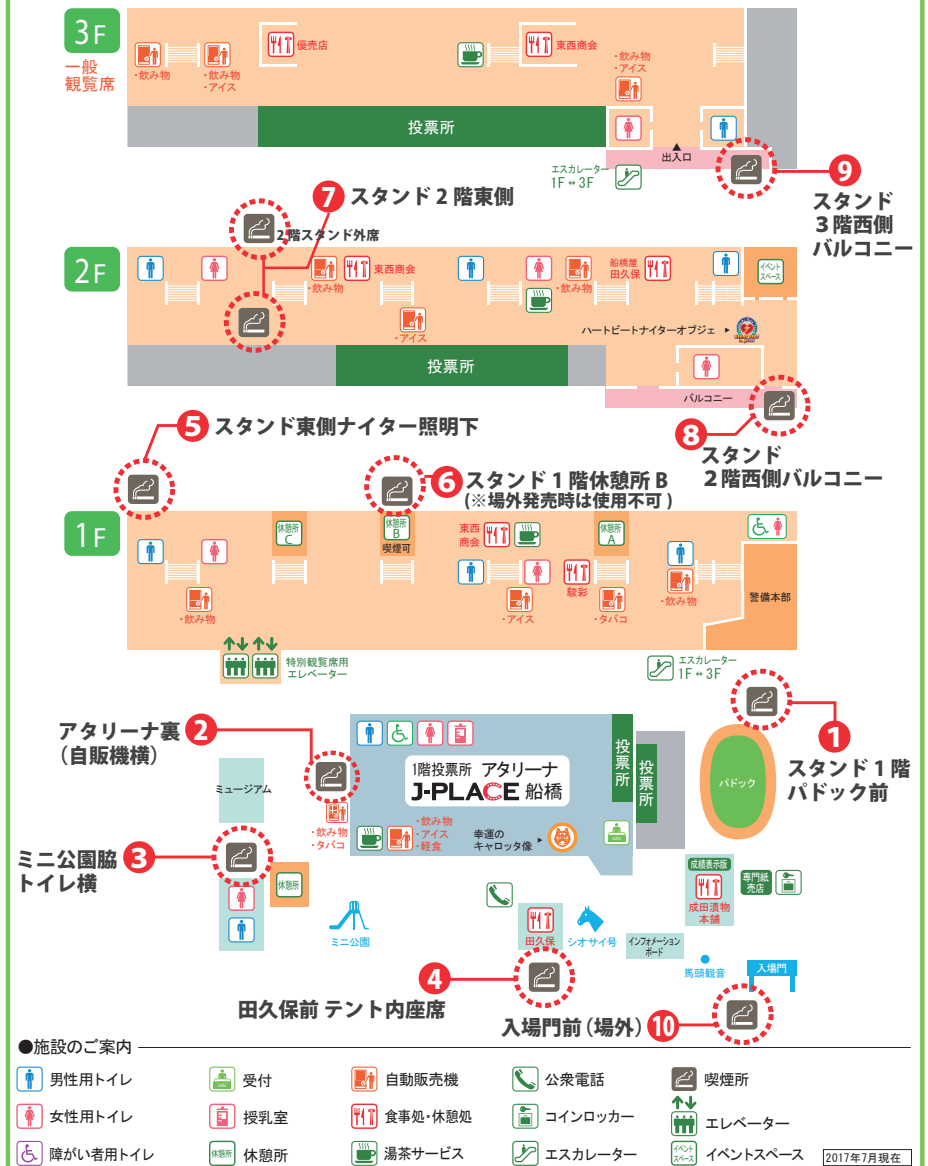 3F
一般
観覧席
・飲み物
・飲み物
・アイス
優売店
東西商会
・飲み物
・アイス
投票所
エスカレーター
1F⇔3F
▲
出入口
9
スタンド
3階西側
バルコニー
7 スタンド2階東側
2階スタンド外席
2F
・飲み物
東西商会
・アイス
・飲み物
船橋屋
田久保
イベント
スペース
ハートビートナイターオブジェ ▶
投票所
バルコニー
8
スタンド
2階西側バルコニー
5 スタンド東側ナイター照明下
6 スタンド1階休憩所B
(※場外発売時は使用不可)
1F
休憩所
C
休憩所
B
喫煙可
東西
商会
休憩所
A
・飲み物
・アイス
駿彩
・タバコ
・飲み物
警備本部
特別観覧席用
エレベーター
エスカレーター
1F⇔3F
1
スタンド1階
パドック前
パドック
アタリーナ裏 2
(自販機横)
ミュージアム
・飲み物
・タバコ
1階投票所 アタリーナ
J-PLACE 船橋
・飲み物
・アイス
・軽食
幸運の
キャロッタ像 ▶
投票所
投票所
ミニ公園脇 3
トイレ横
休憩所
ミニ公園
田久保
シオサイ号
インフォメーション
ボード
成績表示版
成田漬物
本舗
専門紙
売店
馬頭観音
入場門
4
田久保前 テント内座席
入場門前(場外) 10
●施設のご案内
男性用トイレ
受付
自動販売機
公衆電話
喫煙所
女性用トイレ
授乳室
食事処・休憩処
コインロッカー
エレベーター
障がい者用トイレ
休憩所
休憩所
湯茶サービス
エスカレーター
イベント
スペース
イベントスペース
2017年7月現在